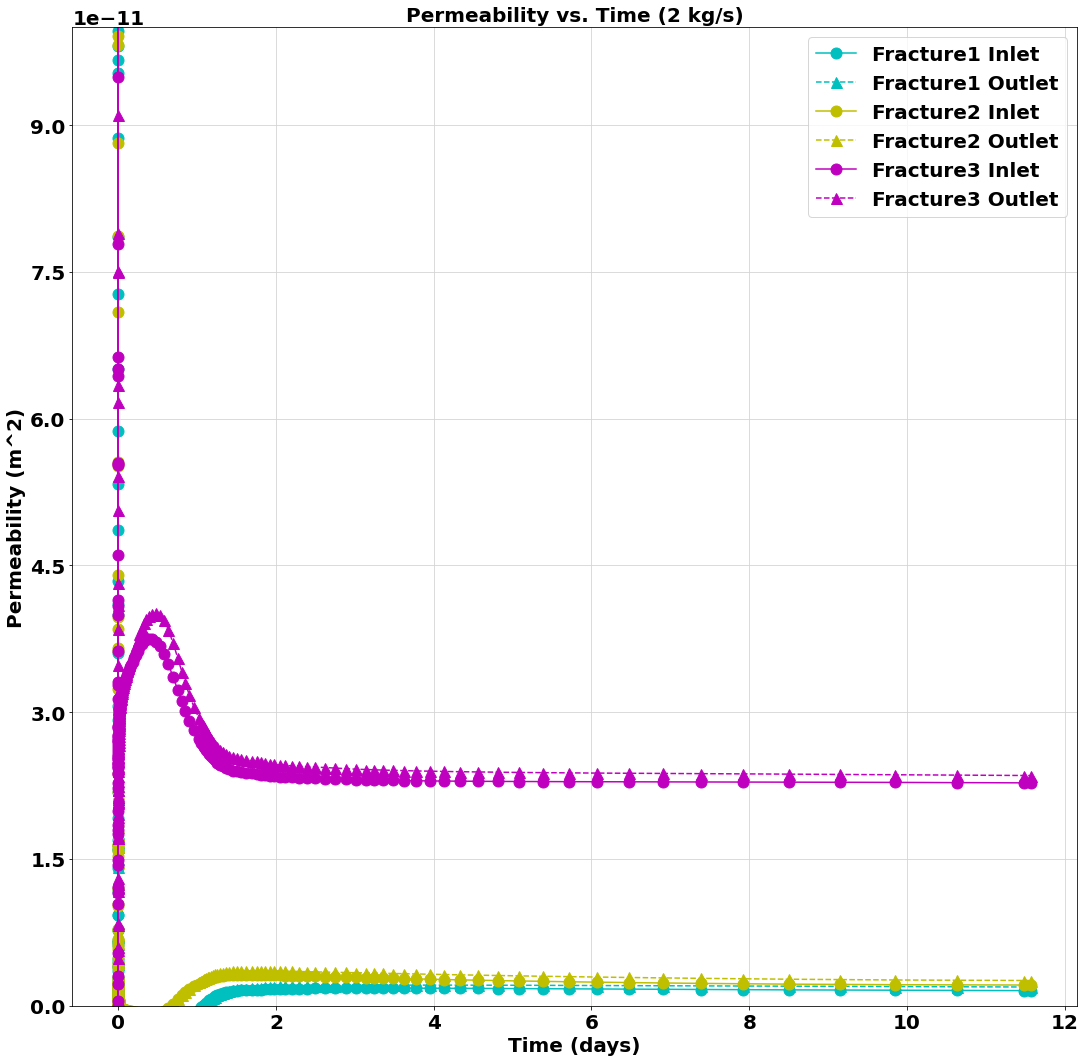 Permeability vs. Time (2 kg/s)
1e−11
Fracture1 Inlet
Fracture1 Outlet
Fracture2 Inlet
Fracture2 Outlet
Fracture3 Inlet
Fracture3 Outlet
9.0
7.5
6.0
4.5
3.0
1.5
0.0
Permeability (m^2)
0 2 4 6 8 10 12
Time (days)